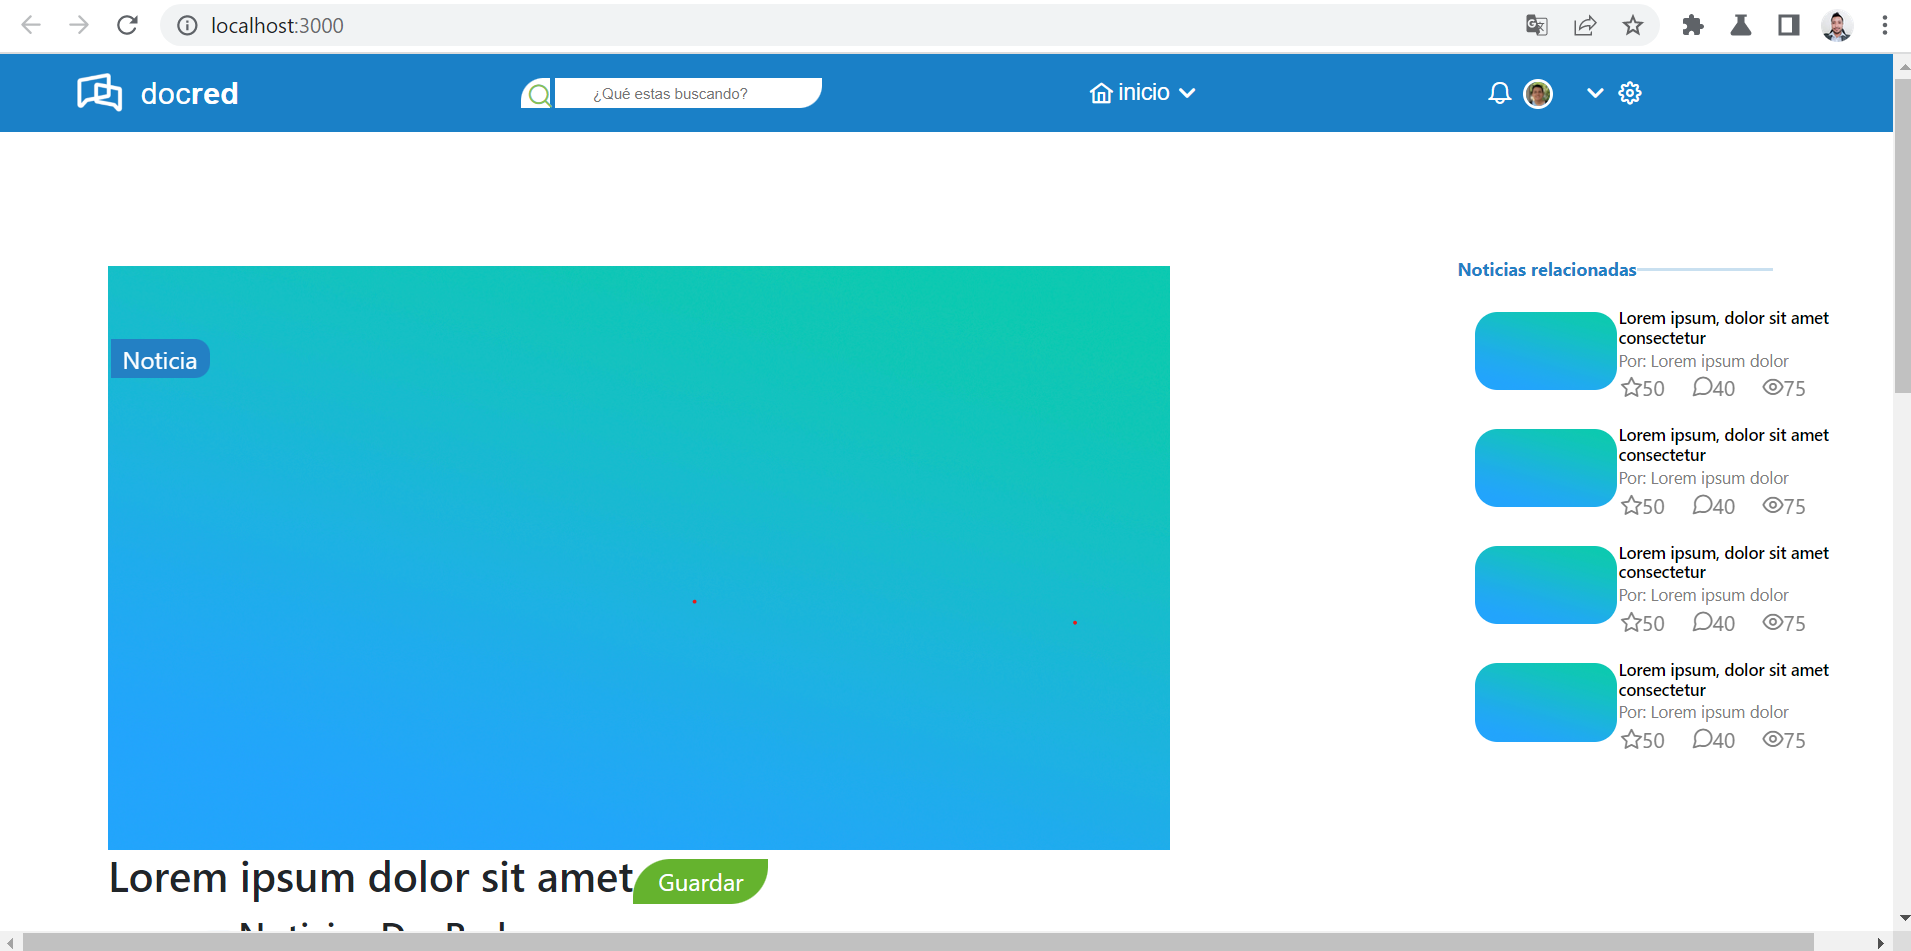 localhost:3000
docred
¿Qué estas buscando?
inicio
Noticia
Lorem ipsum dolor sit amet
Guardar
Noticias relacionadas
Lorem ipsum, dolor sit amet
consectetur
Por: Lorem ipsum dolor
50 40 75
Lorem ipsum, dolor sit amet
consectetur
Por: Lorem ipsum dolor
50 40 75
Lorem ipsum, dolor sit amet
consectetur
Por: Lorem ipsum dolor
50 40 75
Lorem ipsum, dolor sit amet
consectetur
Por: Lorem ipsum dolor
50 40 75